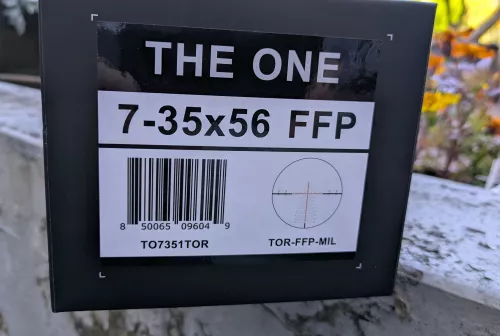 THE ONE
7-35x56 FFP
8 50065 09604 9
TO7351TOR
TOR-FFP-MIL